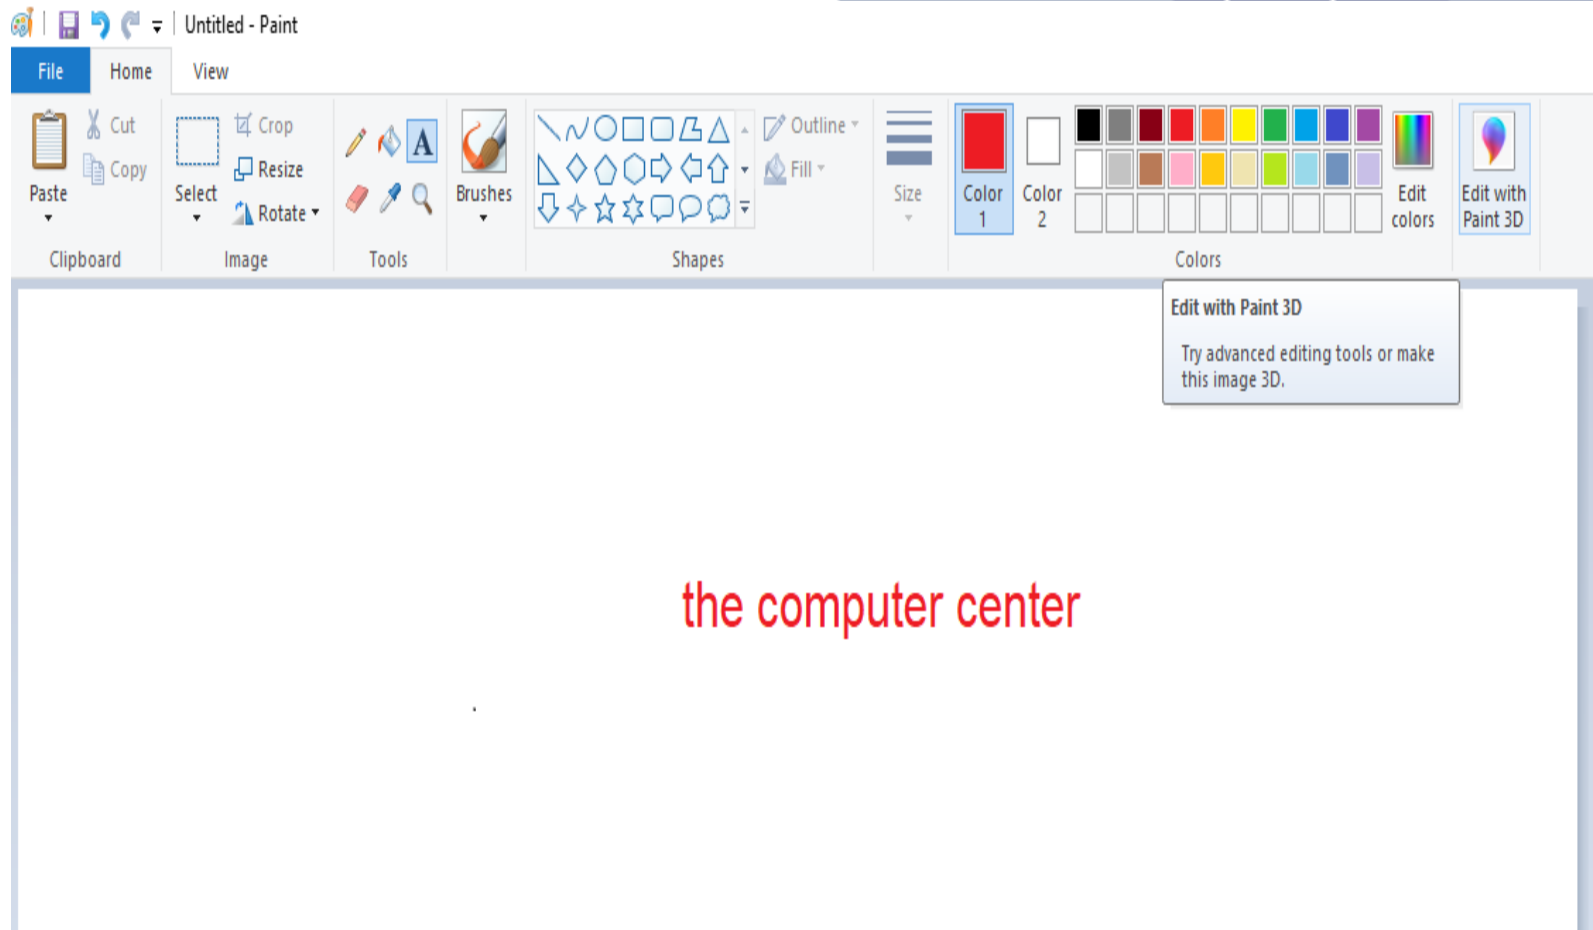 Untitled - Paint
File Home View
Paste
Cut
Copy
Clipboard
Select
Crop
Resize
Rotate
Image
A
Tools
Brushes
Shapes
Outline
Fill
Size
Color
1
Color
2
Colors
Edit
colors
Edit with
Paint 3D
Edit with Paint 3D
Try advanced editing tools or make
this image 3D.
the computer center